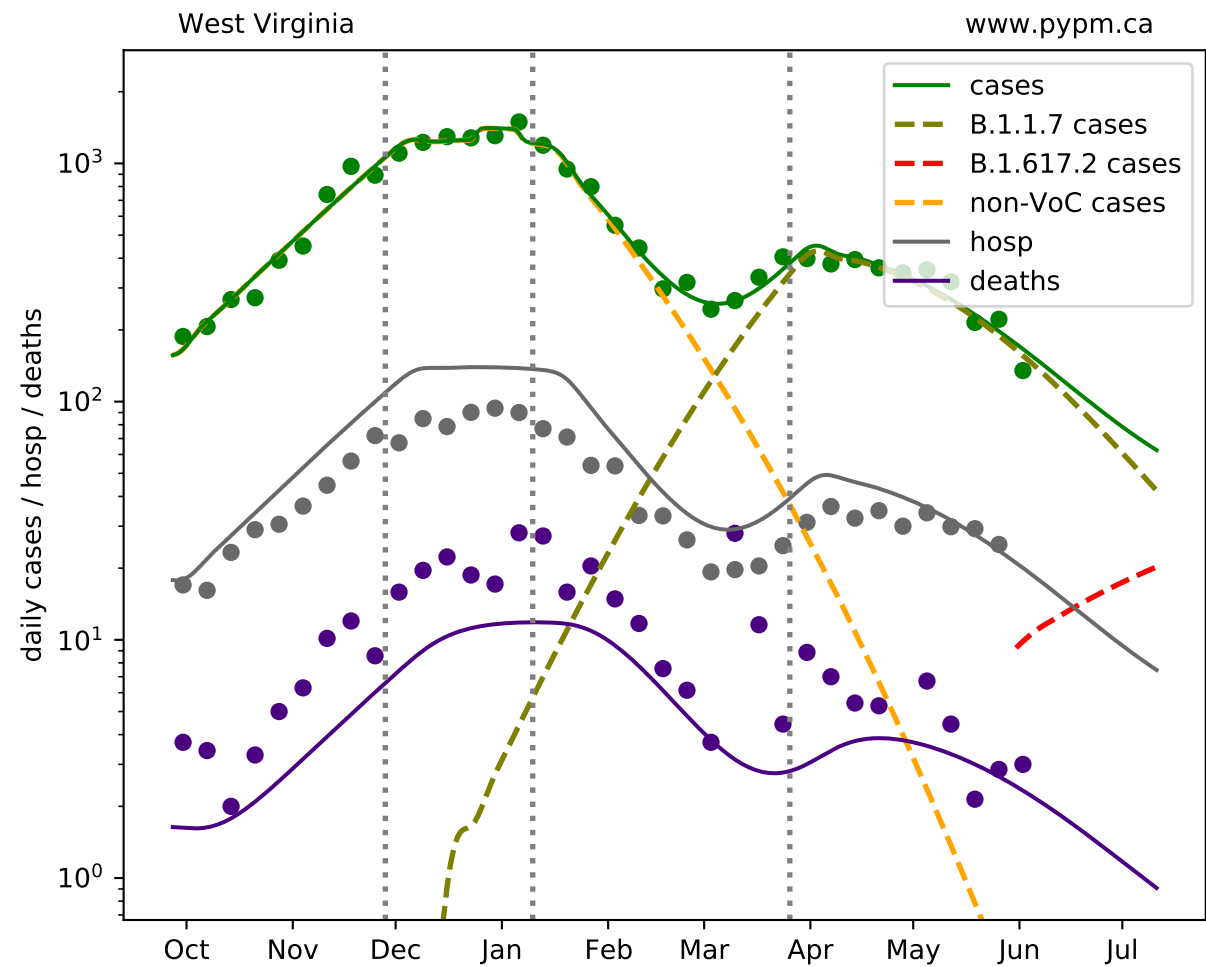 West Virginia
www.pypm.ca
cases
B.1.1.7 cases
B.1.617.2 cases
non-VoC cases
hosp
deaths
daily cases / hosp / deaths
10³
10²
10¹
10⁰
Oct Nov Dec Jan Feb Mar Apr May Jun Jul